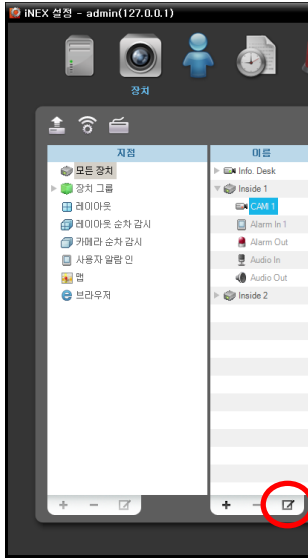 iNEX 설정 - admin(127.0.0.1)
장치
지점
모든 장치
장치 그룹
레이아웃
레이아웃 순차 감시
카메라 순차 감시
사용자 알람 인
맵
브라우저
이름
Info. Desk
Inside 1
CAM 1
Alarm In 1
Alarm Out
Audio In
Audio Out
Inside 2